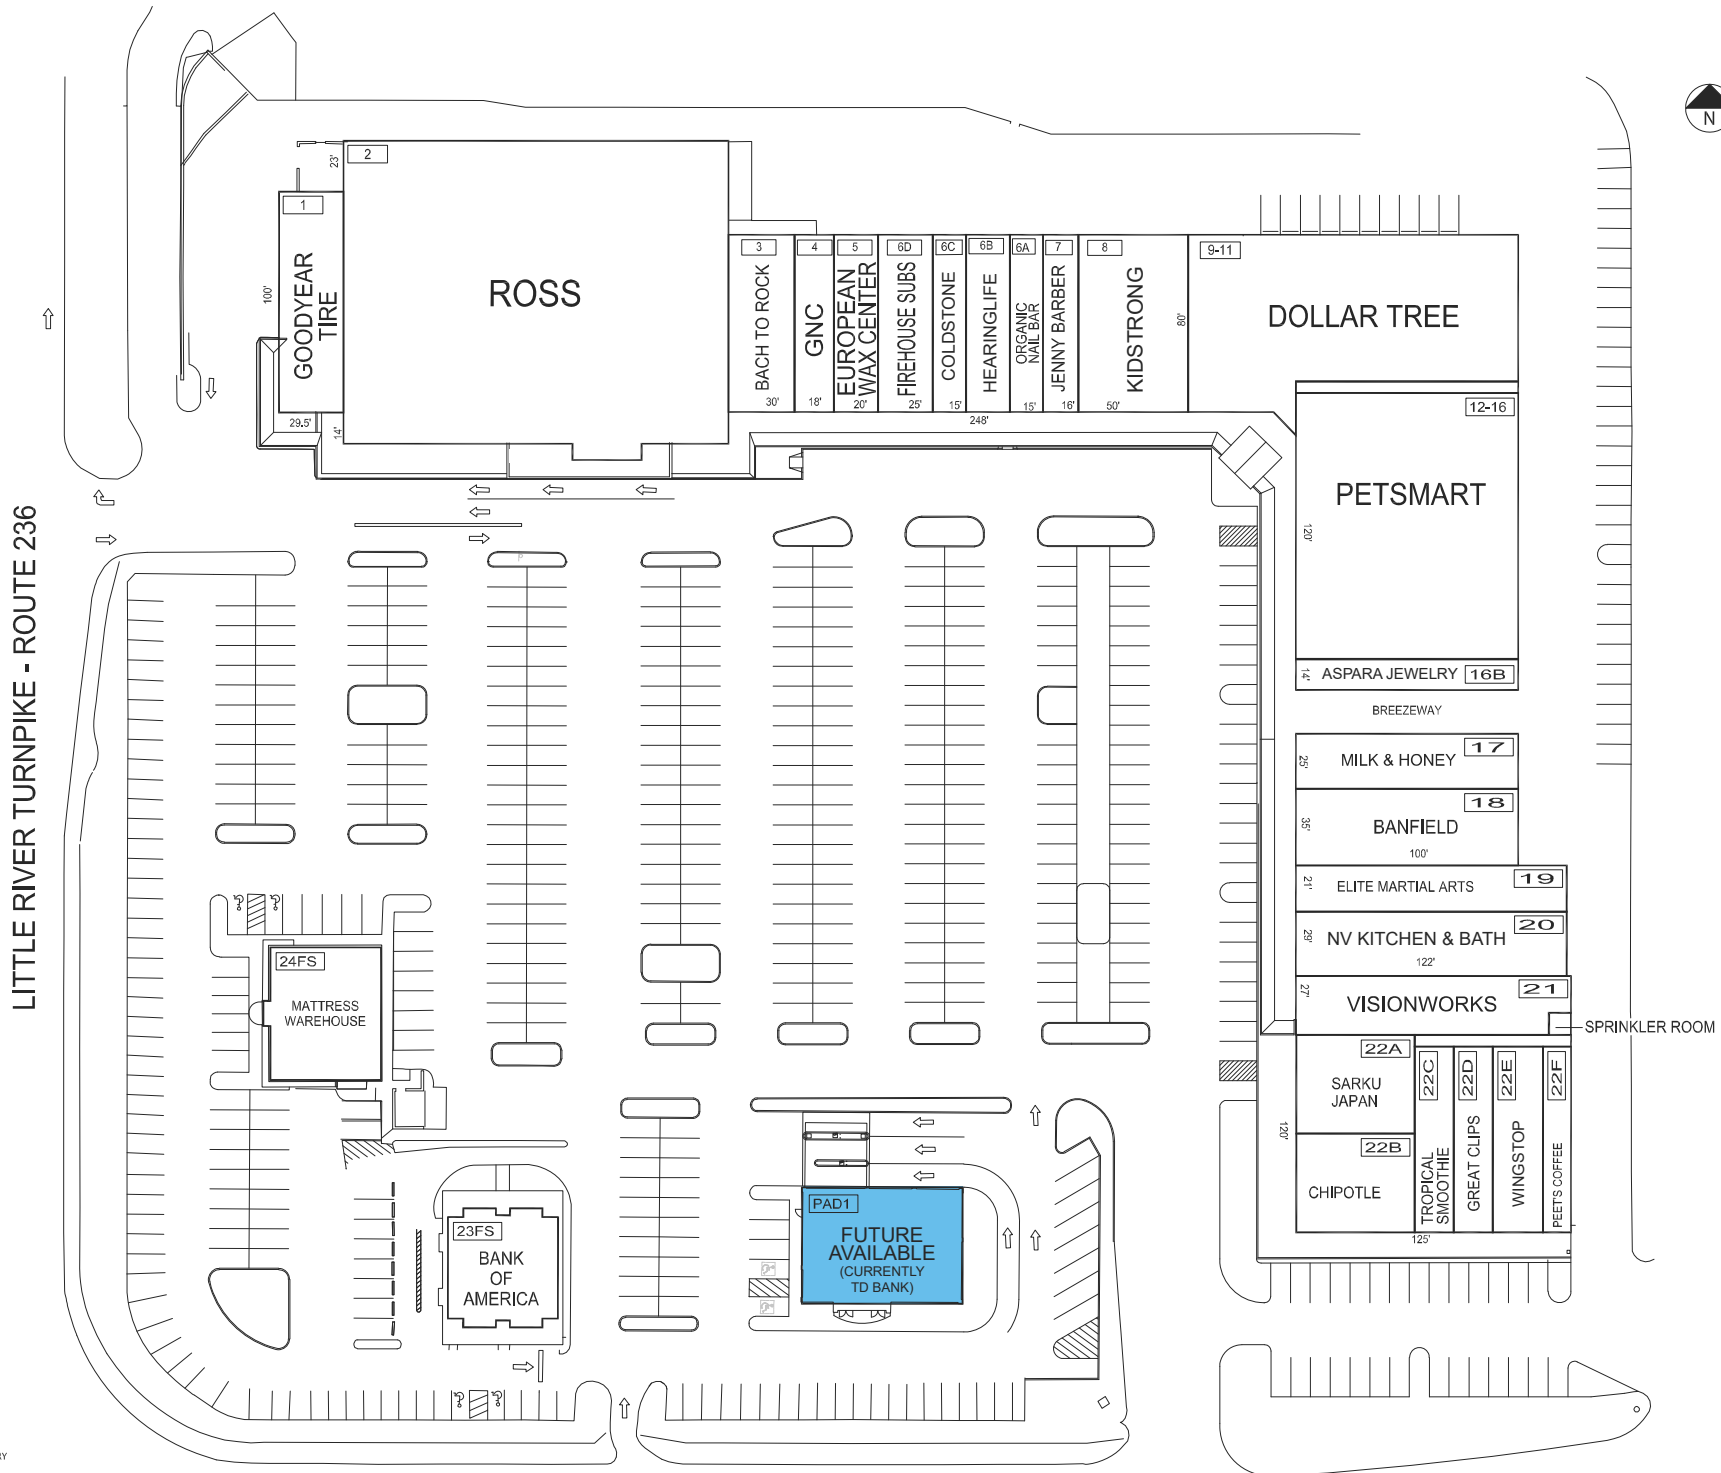 N
LITTLE RIVER TURNPIKE - ROUTE 236
2
23'
1
GOODYEAR
TIRE
100'
29.5'
14'
ROSS
3
BACH TO ROCK
30'
4
GNC
18'
5
EUROPEAN
WAX CENTER
20'
6D
FIREHOUSE SUBS
25'
6C
COLDSTONE
15'
6B
HEARINGLIFE
6A
ORGANIC
NAIL BAR
15'
7
JENNY BARBER
16'
8
KIDSTRONG
50'
80'
248'
9-11
DOLLAR TREE
12-16
PETSMART
120'
14'
ASPARA JEWELRY
16B
BREEZEWAY
17
MILK & HONEY
25'
18
BANFIELD
35'
100'
19
ELITE MARTIAL ARTS
21'
20
NV KITCHEN & BATH
29'
122'
21
VISIONWORKS
27'
SPRINKLER ROOM
22A
SARKU
JAPAN
22B
CHIPOTLE
120'
22C
TROPICAL
SMOOTHIE
22D
GREAT CLIPS
22E
WINGSTOP
22F
PEET'S COFFEE
125'
24FS
MATTRESS
WAREHOUSE
23FS
BANK
OF
AMERICA
PAD1
FUTURE
AVAILABLE
(CURRENTLY
TD BANK)